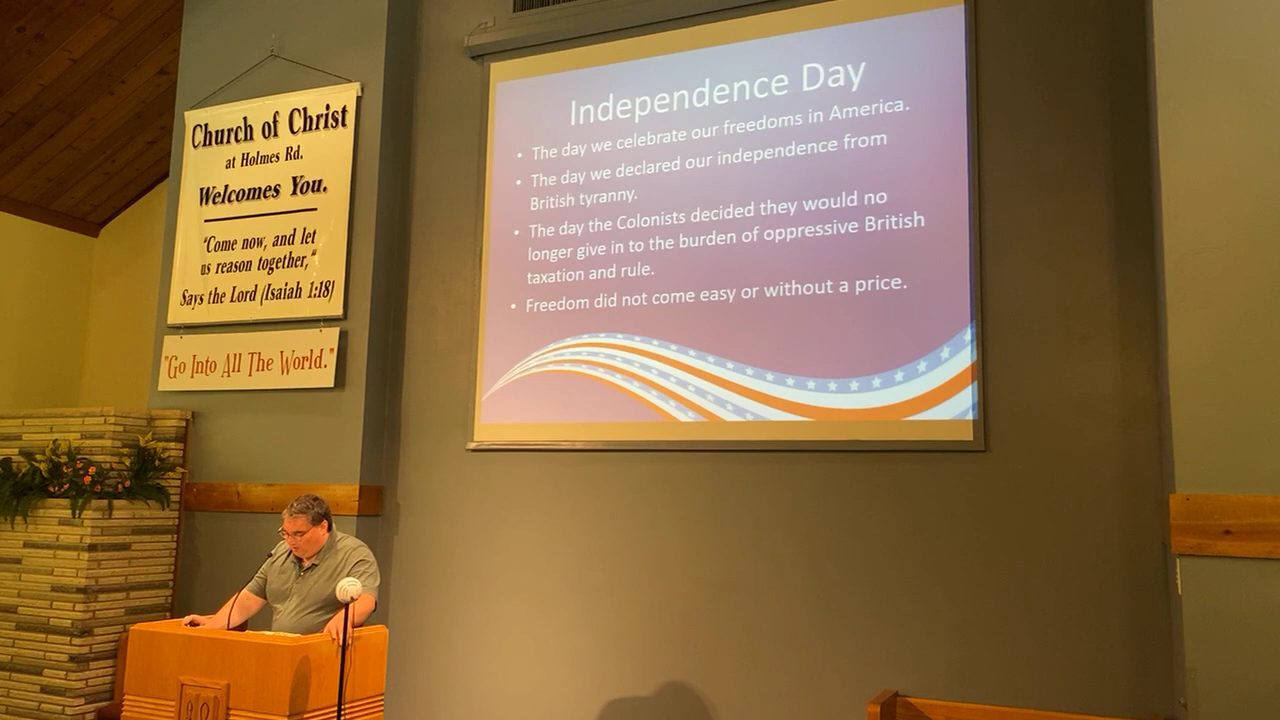 Church of Christ
at Holmes Rd.
Welcomes You.
"Come now, and let
us reason together,"
Says the Lord (Isaiah 1:18)
"Go Into All The World."
Independence Day
• The day we celebrate our freedoms in America.
• The day we declared our independence from
British tyranny.
• The day the Colonists decided they would no
longer give in to the burden of oppressive British
taxation and rule.
• Freedom did not come easy or without a price.